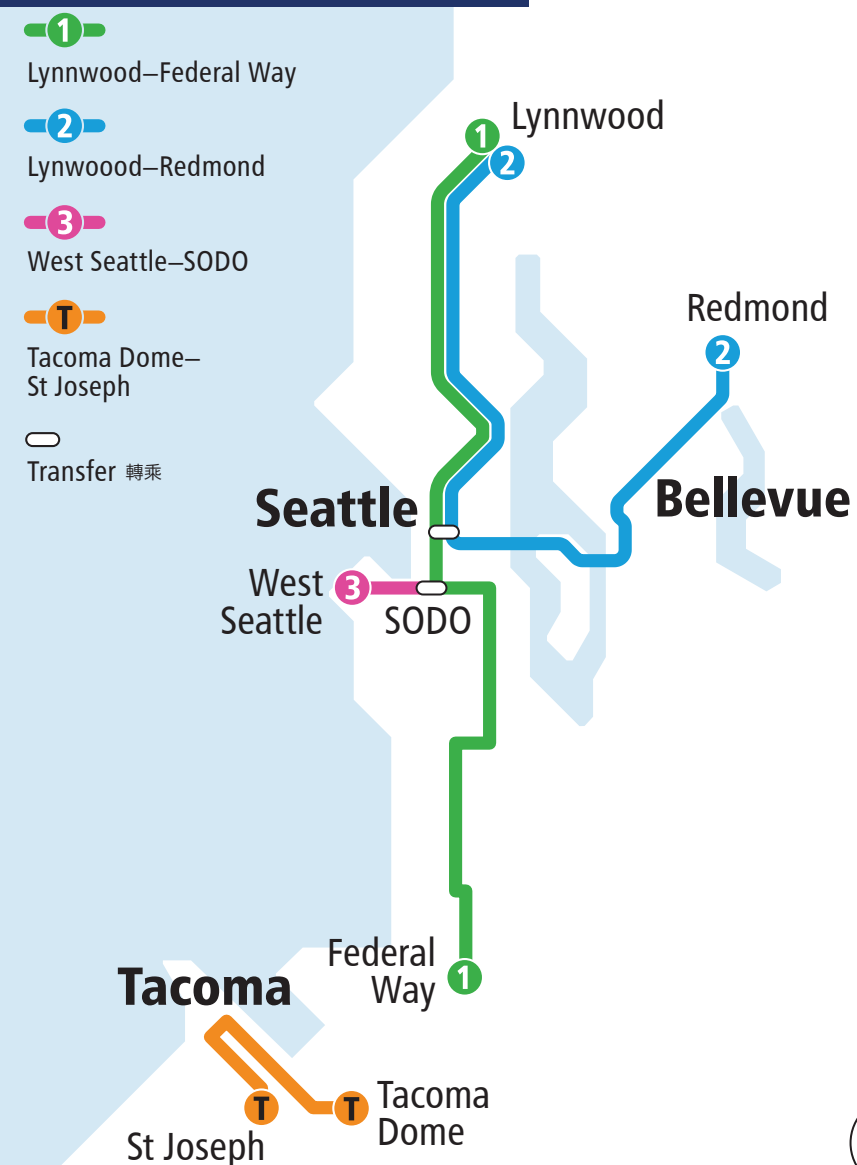 1
Lynnwood–Federal Way
2
Lynwoood–Redmond
3
West Seattle–SODO
T
Tacoma Dome–
St Joseph
Transfer 轉乘
Lynnwood
1
2
Redmond
2
Bellevue
Seattle
West
Seattle
3
SODO
Federal
Way
1
Tacoma
T
St Joseph
T
Tacoma
Dome